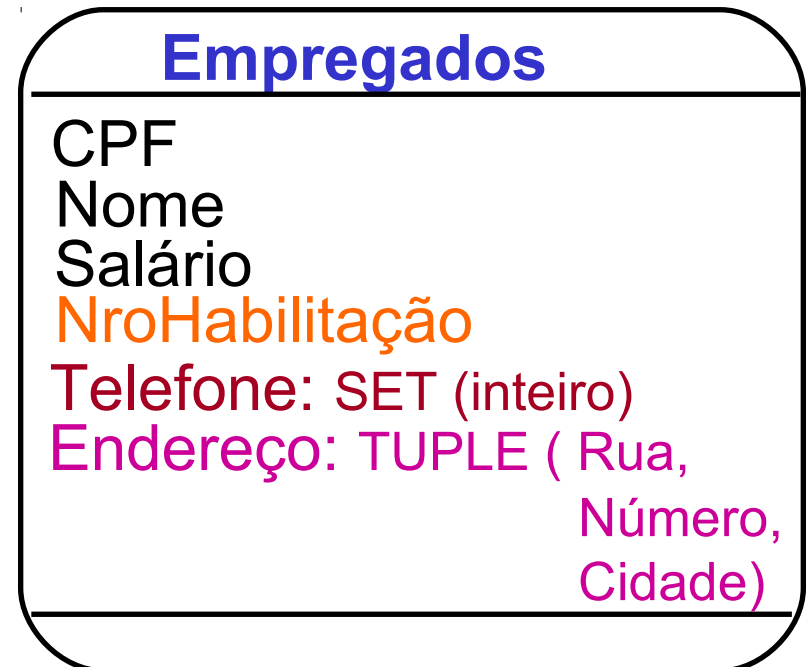 Empregados
CPF
Nome
Salário
NroHabilitação
Telefone: SET (inteiro)
Endereço: TUPLE ( Rua,
Número,
Cidade)